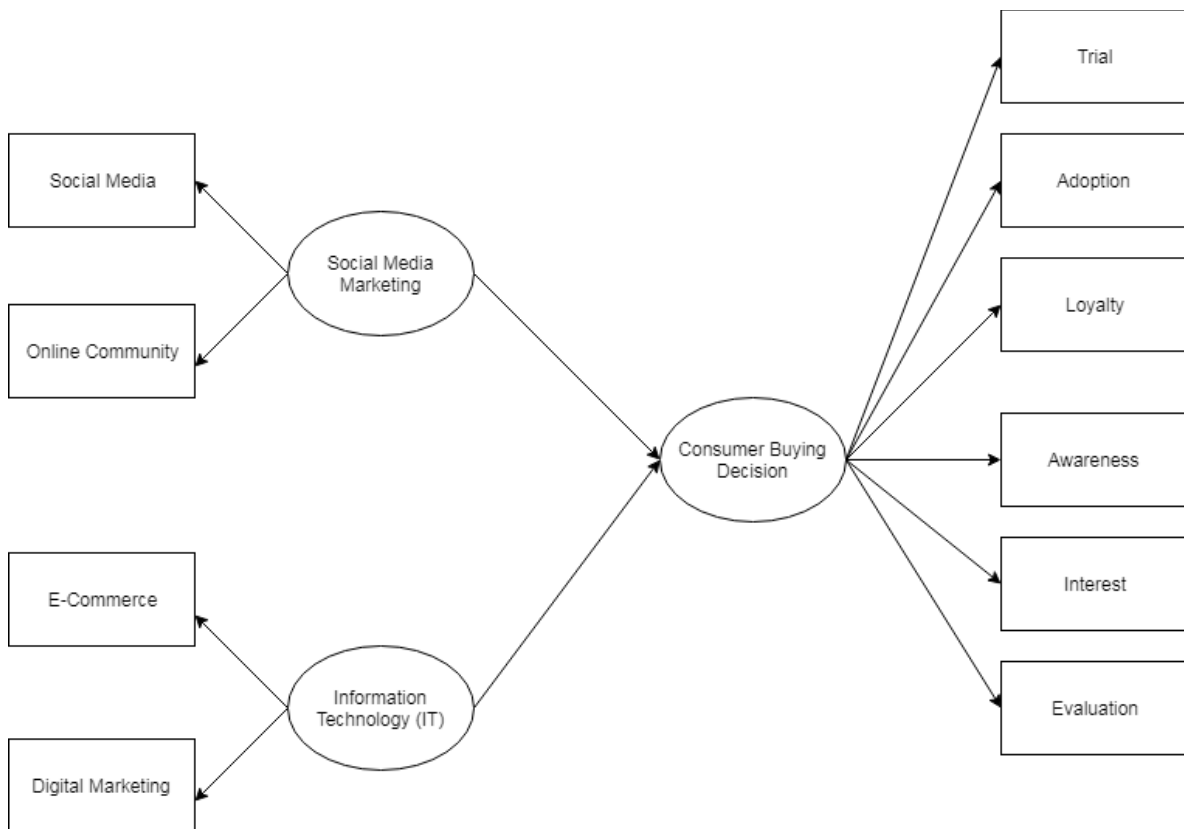 Trial
Social Media
Adoption
Social Media
Marketing
Loyalty
Online Community
Consumer Buying
Decision
Awareness
E-Commerce
Interest
Information
Technology (IT)
Evaluation
Digital Marketing